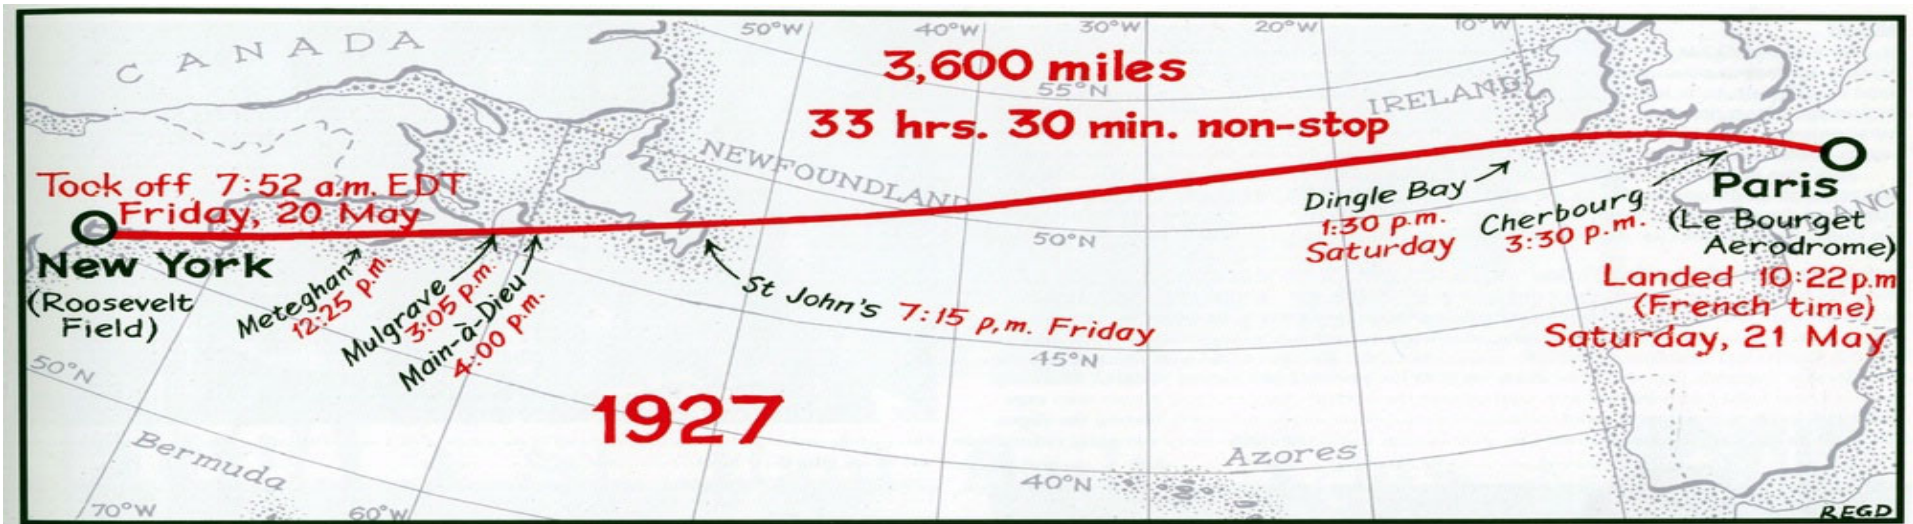 CANADA
50°W
40°W
30°W
20°W
10°W
3,600 miles
55°N
IRELAND
33 hrs. 30 min. non-stop
NEWFOUNDLAND
Tock off 7:52 a.m. EDT
Friday, 20 May
New York
(Roosevelt
Field)
Meteghan
12:25 p.m.
Mulgrave
3:05 p.m.
Main-à-Dieu
4:00 p.m.
St John's 7:15 p.m. Friday
50°N
Dingle Bay
1:30 p.m.
Saturday
Cherbourg
3:30 p.m.
Paris
(Le Bourget
Aerodrome)
Landed 10:22 p.m
(French time)
Saturday, 21 May
45°N
50°N
1927
Bermuda
Azores
40°N
70°W
60°W
REGD